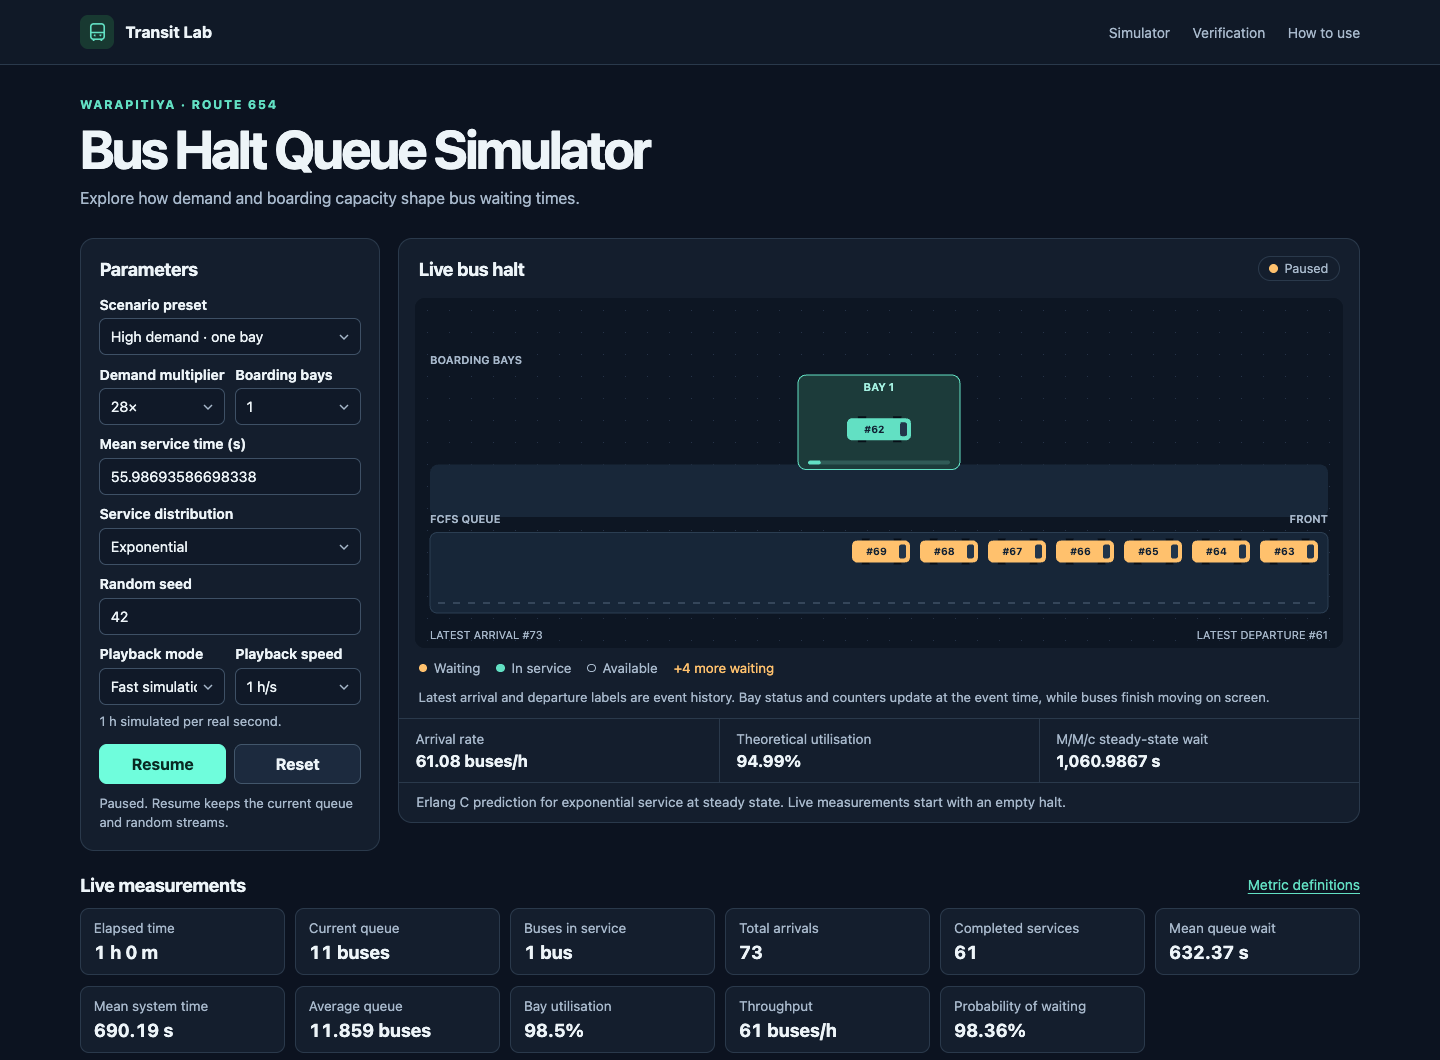 Transit Lab
Simulator
Verification
How to use
WARAPITIYA · ROUTE 654
Bus Halt Queue Simulator
Explore how demand and boarding capacity shape bus waiting times.
Parameters
Scenario preset
High demand · one bay
Demand multiplier
Boarding bays
28×
1
Mean service time (s)
55.98693586698338
Service distribution
Exponential
Random seed
42
Playback mode
Playback speed
Fast simulatic
1 h/s
1 h simulated per real second.
Resume
Reset
Paused. Resume keeps the current queue
and random streams.
Live bus halt
Paused
BOARDING BAYS
BAY 1
#62
FCFS QUEUE
FRONT
#69
#68
#67
#66
#65
#64
#63
LATEST ARRIVAL #73
LATEST DEPARTURE #61
Waiting
In service
Available
+4 more waiting
Latest arrival and departure labels are event history. Bay status and counters update at the event time, while buses finish moving on screen.
Arrival rate
61.08 buses/h
Theoretical utilisation
94.99%
M/M/c steady-state wait
1,060.9867 s
Erlang C prediction for exponential service at steady state. Live measurements start with an empty halt.
Live measurements
Metric definitions
Elapsed time
1 h 0 m
Current queue
11 buses
Buses in service
1 bus
Total arrivals
73
Completed services
61
Mean queue wait
632.37 s
Mean system time
690.19 s
Average queue
11.859 buses
Bay utilisation
98.5%
Throughput
61 buses/h
Probability of waiting
98.36%